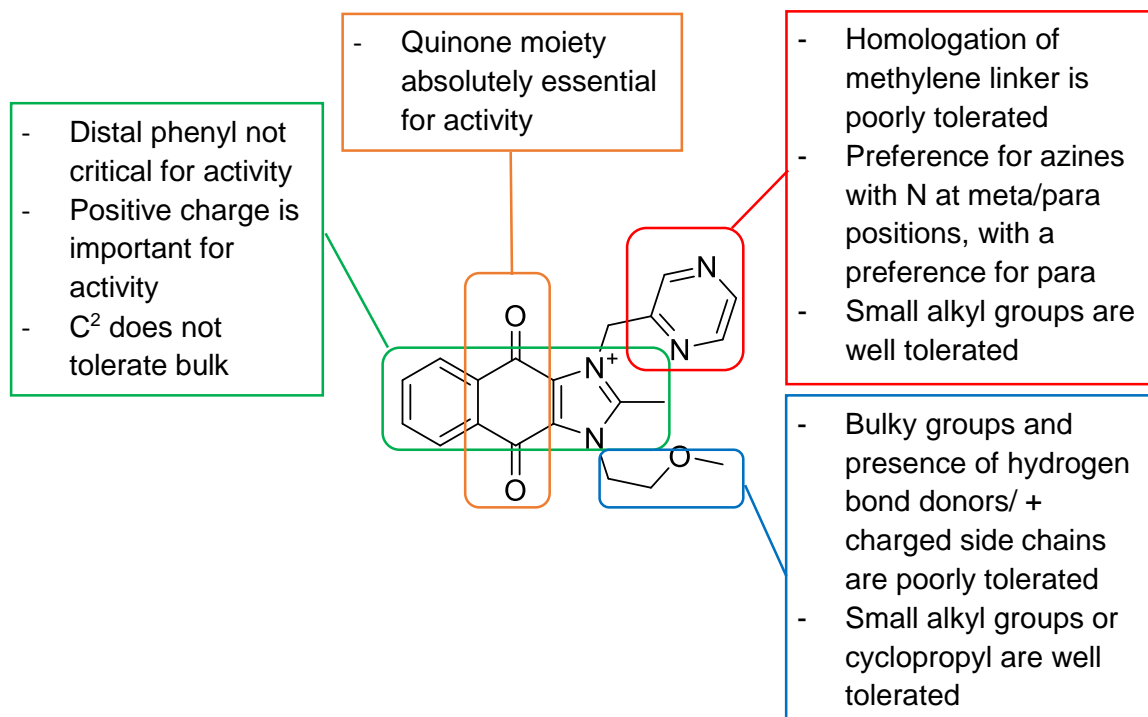 - Quinone moiety
absolutely essential
for activity
- Distal phenyl not
critical for activity
- Positive charge is
important for
activity
- C² does not
tolerate bulk
- Homologation of
methylene linker is
poorly tolerated
- Preference for azines
with N at meta/para
positions, with a
preference for para
- Small alkyl groups are
well tolerated
O
O
N+
N
N
N
O
- Bulky groups and
presence of hydrogen
bond donors/ +
charged side chains
are poorly tolerated
- Small alkyl groups or
cyclopropyl are well
tolerated